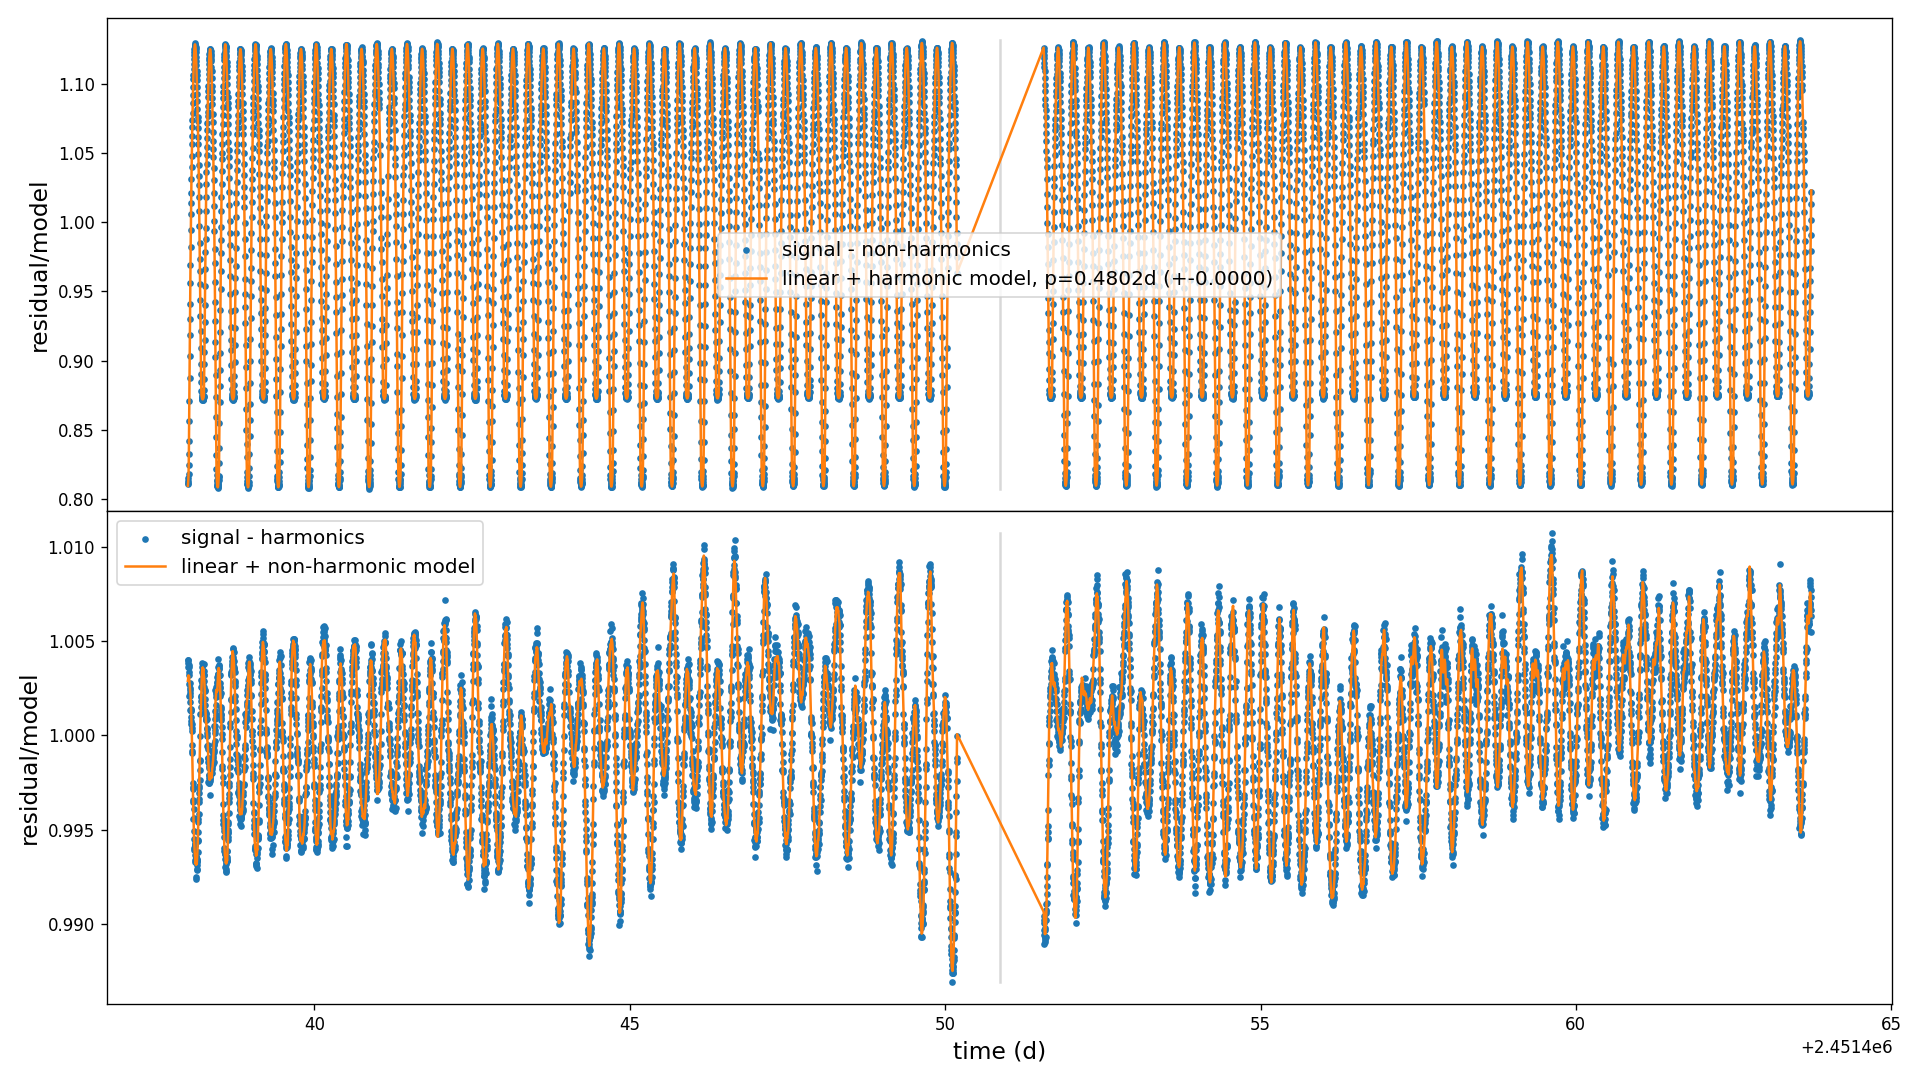 1.10
1.05
1.00
0.95
0.90
0.85
0.80
residual/model
signal - non-harmonics
linear + harmonic model, p=0.4802d (+-0.0000)
signal - harmonics
linear + non-harmonic model
1.010
1.005
1.000
0.995
0.990
residual/model
40
45
50
55
60
65
time (d)
+2.4514e6